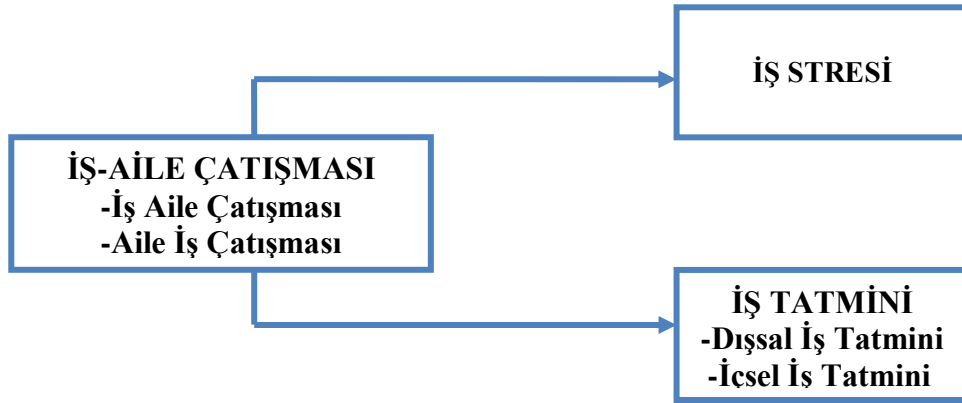 İŞ STRESİ
İŞ-AİLE ÇATIŞMASI
-İş Aile Çatışması
-Aile İş Çatışması
İŞ TATMİNİ
-Dışsal İş Tatmini
-İçsel İş Tatmini